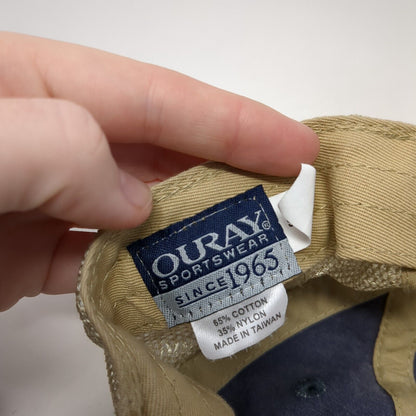 OURAY®
SPORTSWEAR
SINCE 1965
65% COTTON
35% NYLON
MADE IN TAIWAN